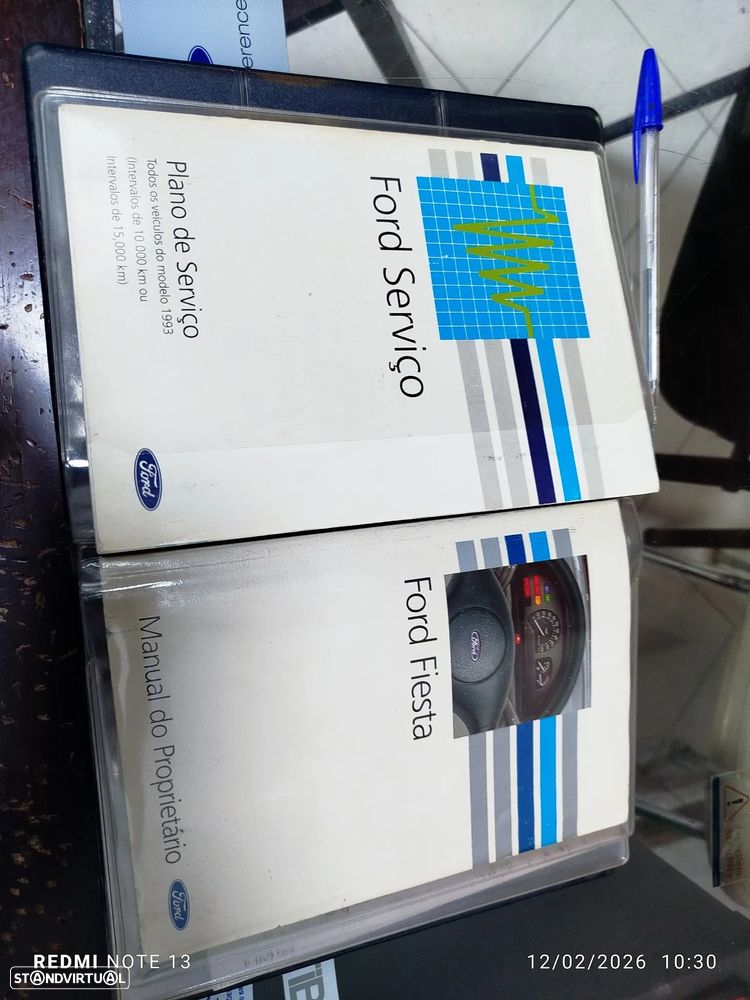 Ford Serviço
Plano de Serviço
Todos os veículos do modelo 1993
(Intervalos de 10.000 km ou
Intervalos de 15.000 km)
Ford
Ford Fiesta
Ford
Manual do Proprietário
Ford
REDMI NOTE 13
12/02/2026 10:30
STANDVIRTUAL